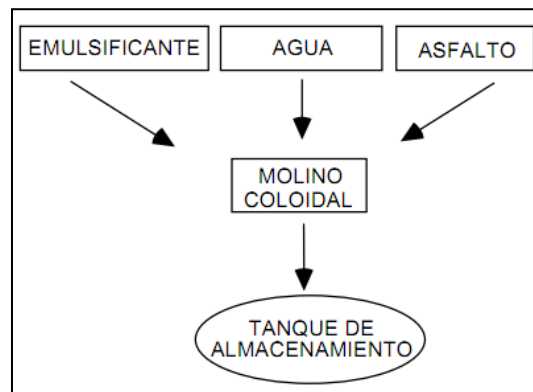 EMULSIFICANTE
AGUA
ASFALTO
MOLINO
COLOIDAL
TANQUE DE
ALMACENAMIENTO